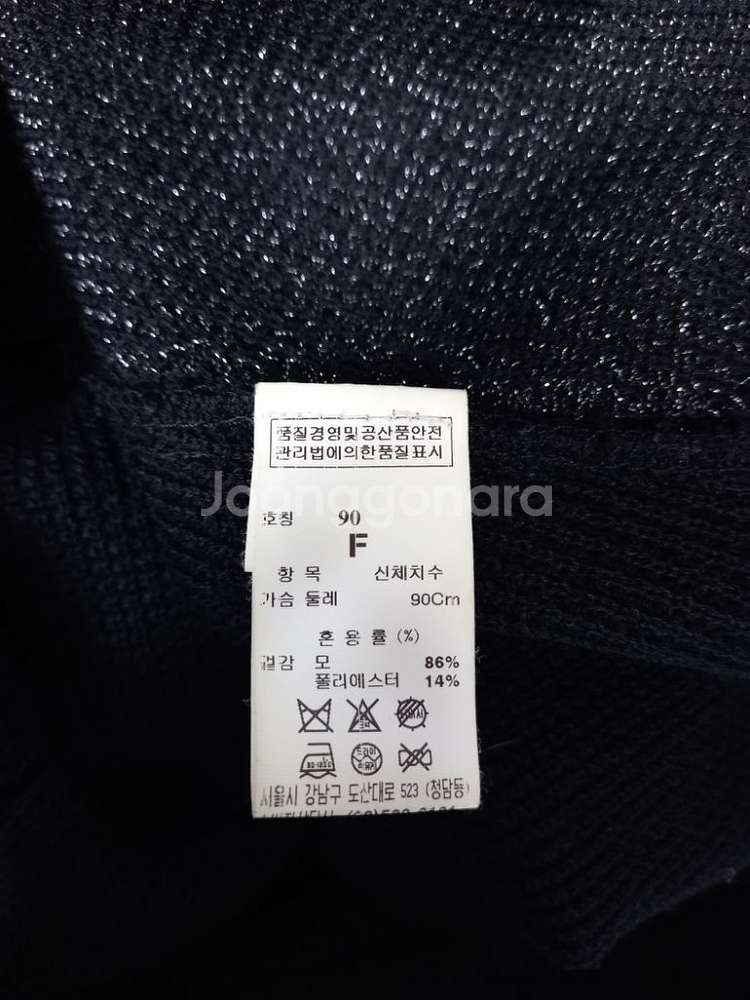 품질경영및공산품안전
관리법에의한품질표시
Joonggonara
호칭 90
F
항 목 신체치수
가슴 둘레 90Cm
혼 용 률 (%)
겉감 모 86%
폴리에스터 14%
드라이
서울시 강남구 도산대로 523 (청담동)